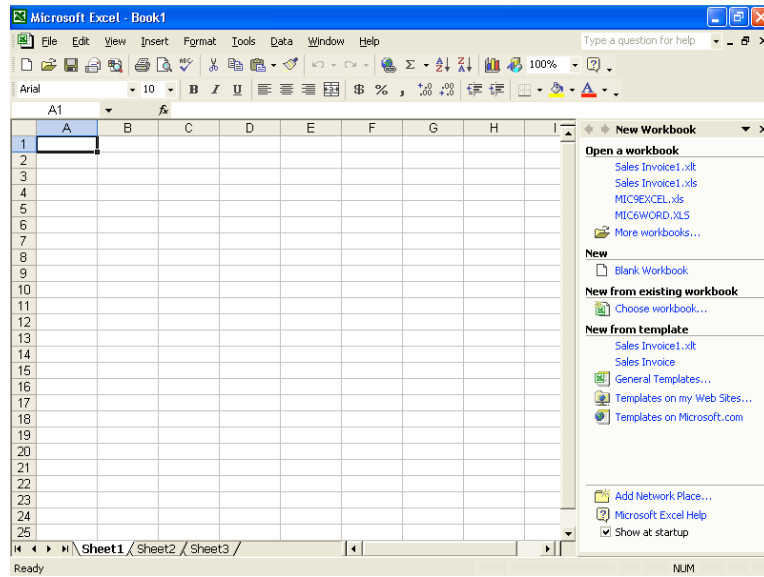 Microsoft Excel - Book1
File Edit View Insert Format Tools Data Window Help Type a question for help
Σ 100%
Arial 10 B I U $ % ,
A1 fx
A B C D E F G H I
1
2
3
4
5
6
7
8
9
10
11
12
13
14
15
16
17
18
19
20
21
22
23
24
25
New Workbook
Open a workbook
Sales Invoice1.xlt
Sales Invoice1.xls
MIC9EXCEL.xls
MIC6WORD.XLS
More workbooks...
New
Blank Workbook
New from existing workbook
Choose workbook...
New from template
Sales Invoice1.xlt
Sales Invoice
General Templates...
Templates on my Web Sites...
Templates on Microsoft.com
Add Network Place...
Microsoft Excel Help
Show at startup
Sheet1 Sheet2 Sheet3
Ready NUM